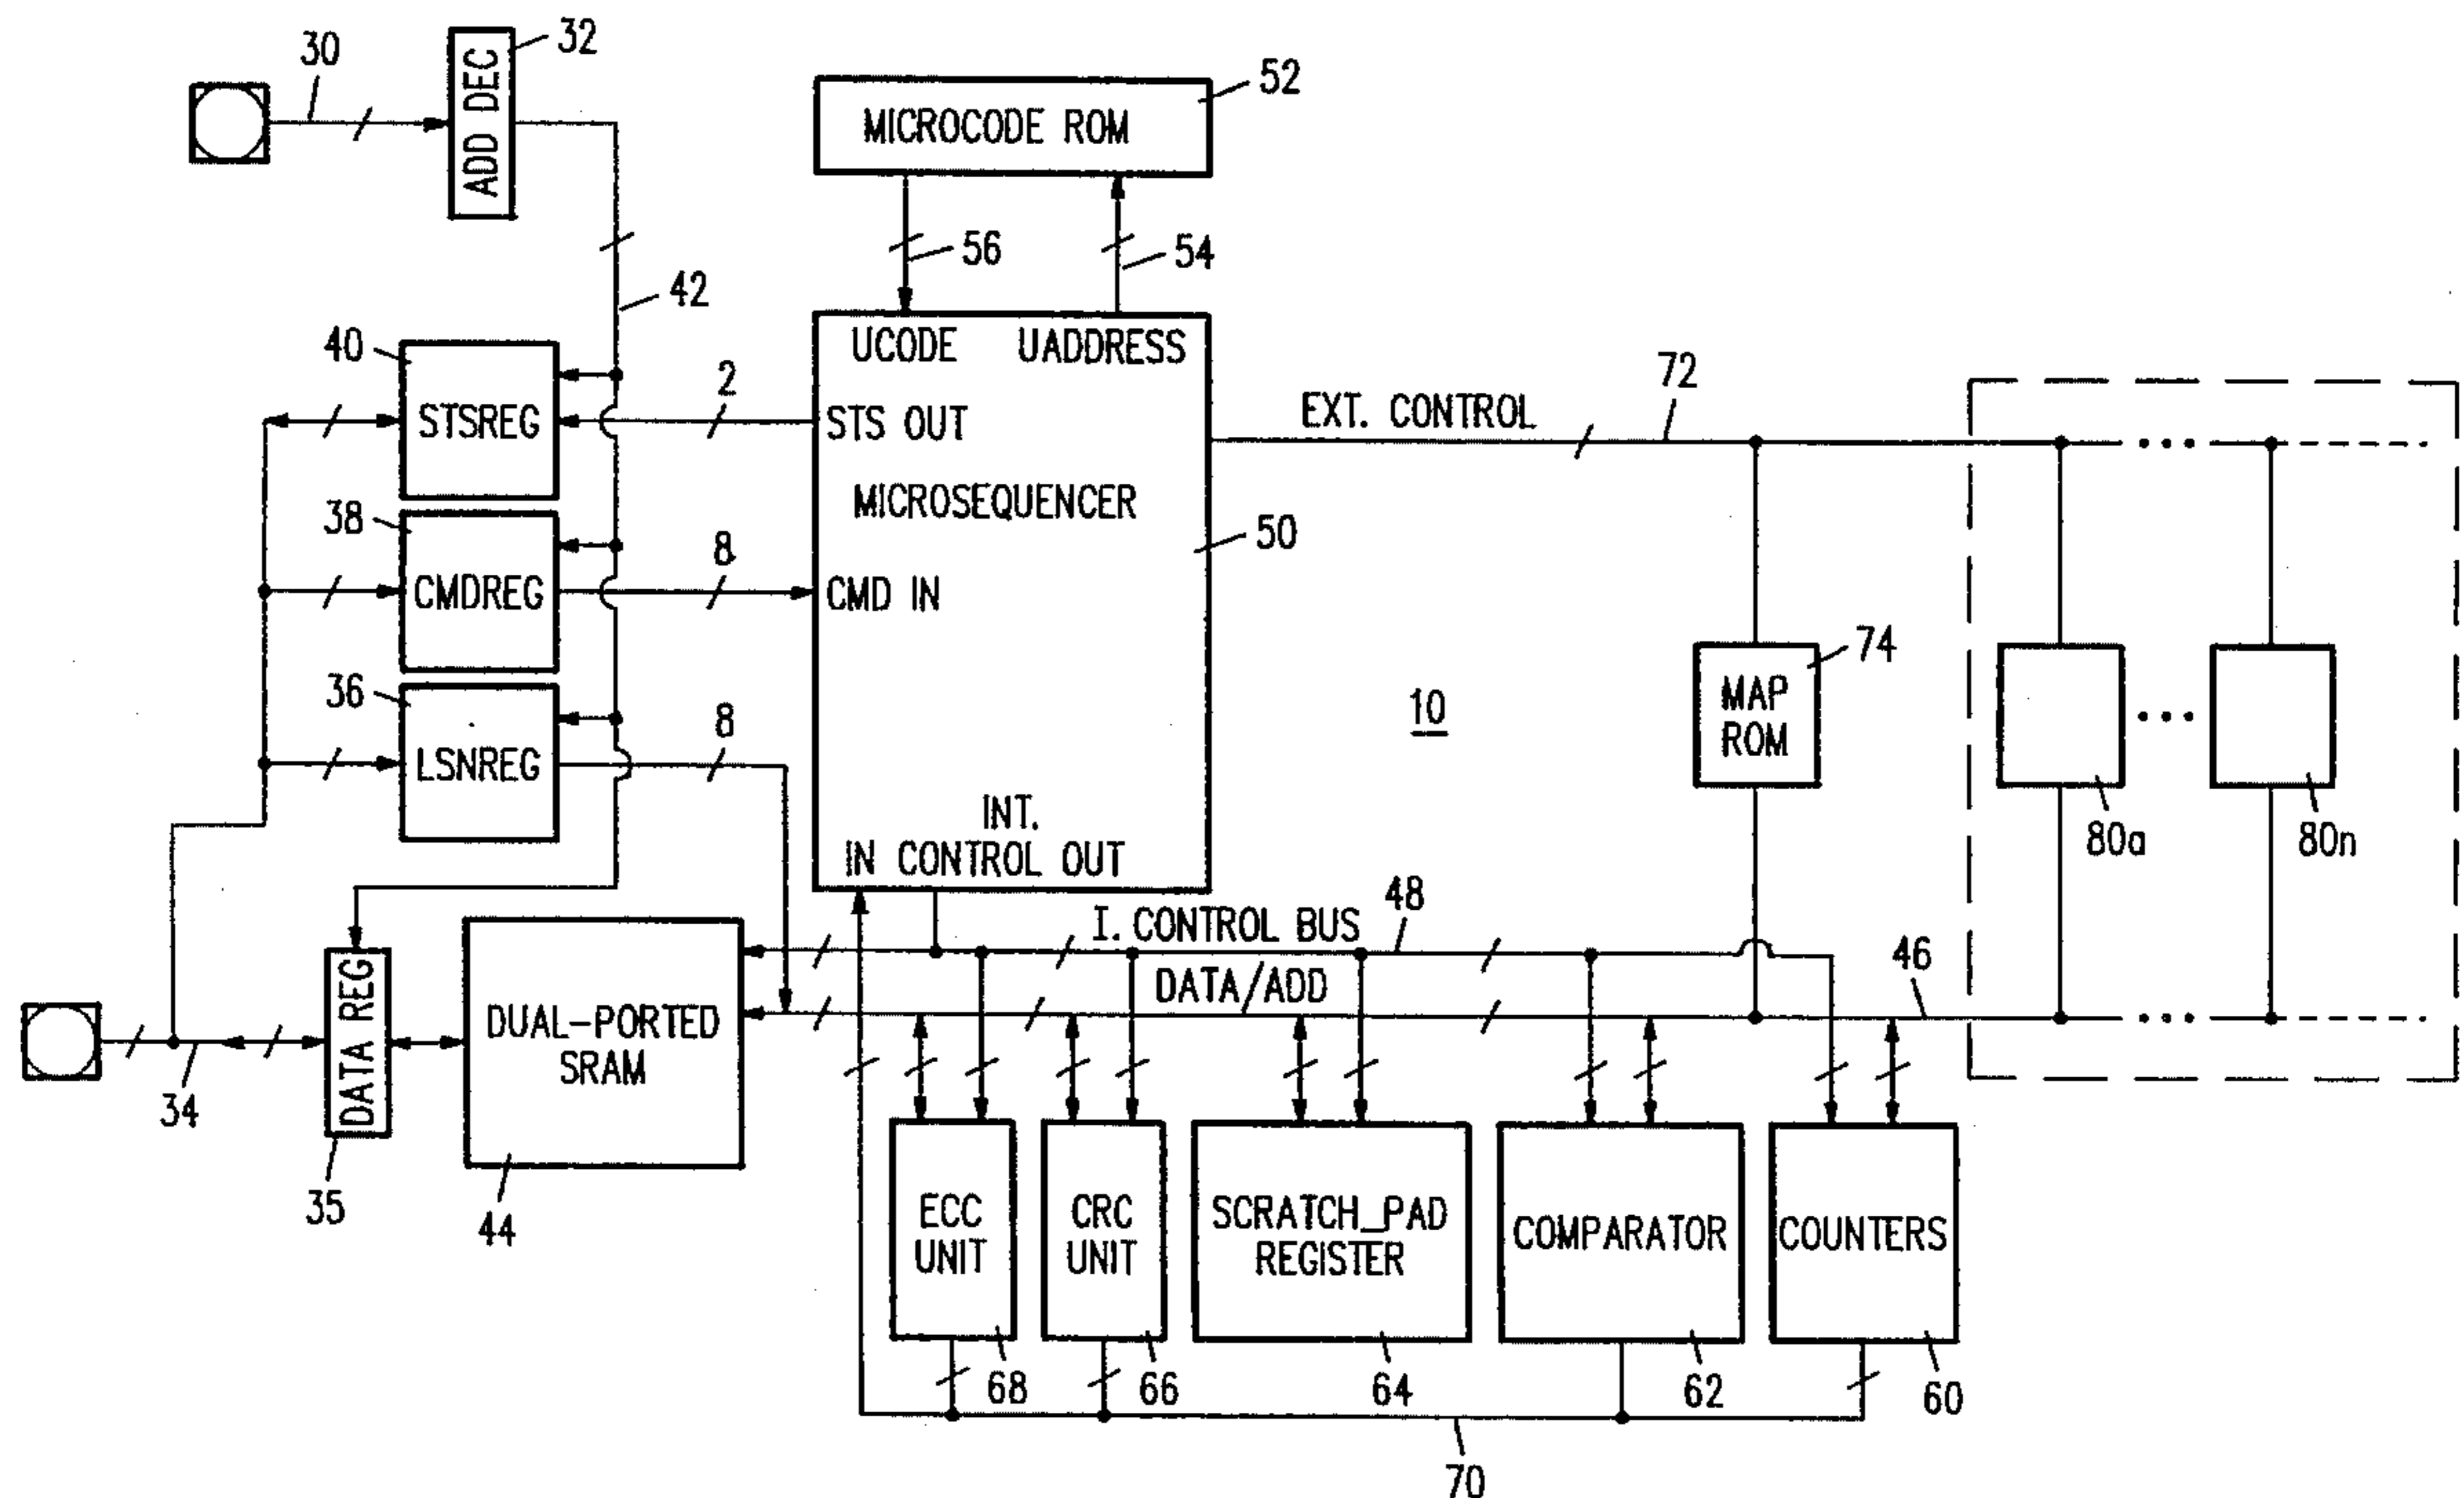 30
32
ADD DEC
MICROCODE ROM
52
56
54
42
40
STSREG
2
UCODE UADDRESS
STS OUT
EXT. CONTROL
72
MICROSEQUENCER
50
38
CMDREG
8
CMD IN
36
LSNREG
8
10
MAP
ROM
74
80a
80n
INT.
IN CONTROL OUT
I. CONTROL BUS
48
DATA/ADD
46
34
DATA REG
35
DUAL-PORTED
SRAM
44
ECC
UNIT
68
CRC
UNIT
66
SCRATCH_PAD
REGISTER
64
COMPARATOR
62
COUNTERS
60
70